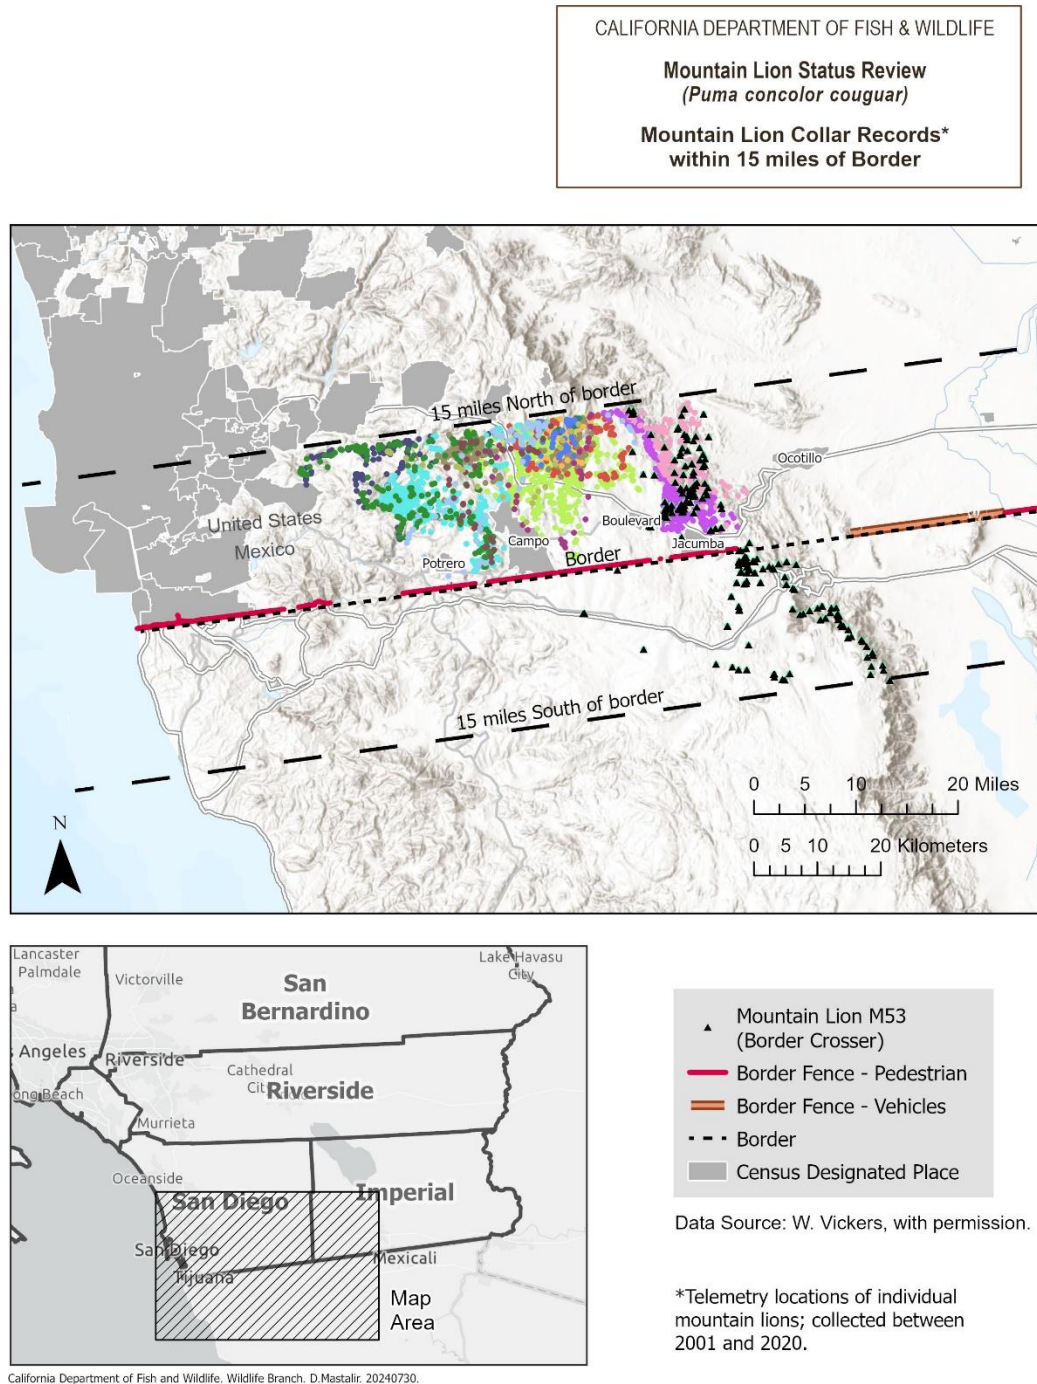 CALIFORNIA DEPARTMENT OF FISH & WILDLIFE
Mountain Lion Status Review
(Puma concolor couguar)
Mountain Lion Collar Records*
within 15 miles of Border
15 miles North of border
Ocotillo
United States
Mexico
Boulevard
Campo
Jacumba
Potrero
Border
15 miles South of border
0 5 10 20 Miles
0 5 10 20 Kilometers
N
Lancaster
Palmdale
Victorville
Lake Havasu
City
San
Bernardino
s Angeles
Riverside
Cathedral
Riverside
ong Beach
Murrieta
Oceanside
San Diego
Imperial
San Diego
Tijuana
Mexicali
Map
Area
Mountain Lion M53
(Border Crosser)
Border Fence - Pedestrian
Border Fence - Vehicles
Border
Census Designated Place
Data Source: W. Vickers, with permission.
*Telemetry locations of individual
mountain lions; collected between
2001 and 2020.
California Department of Fish and Wildlife. Wildlife Branch. D.Mastalir. 20240730.